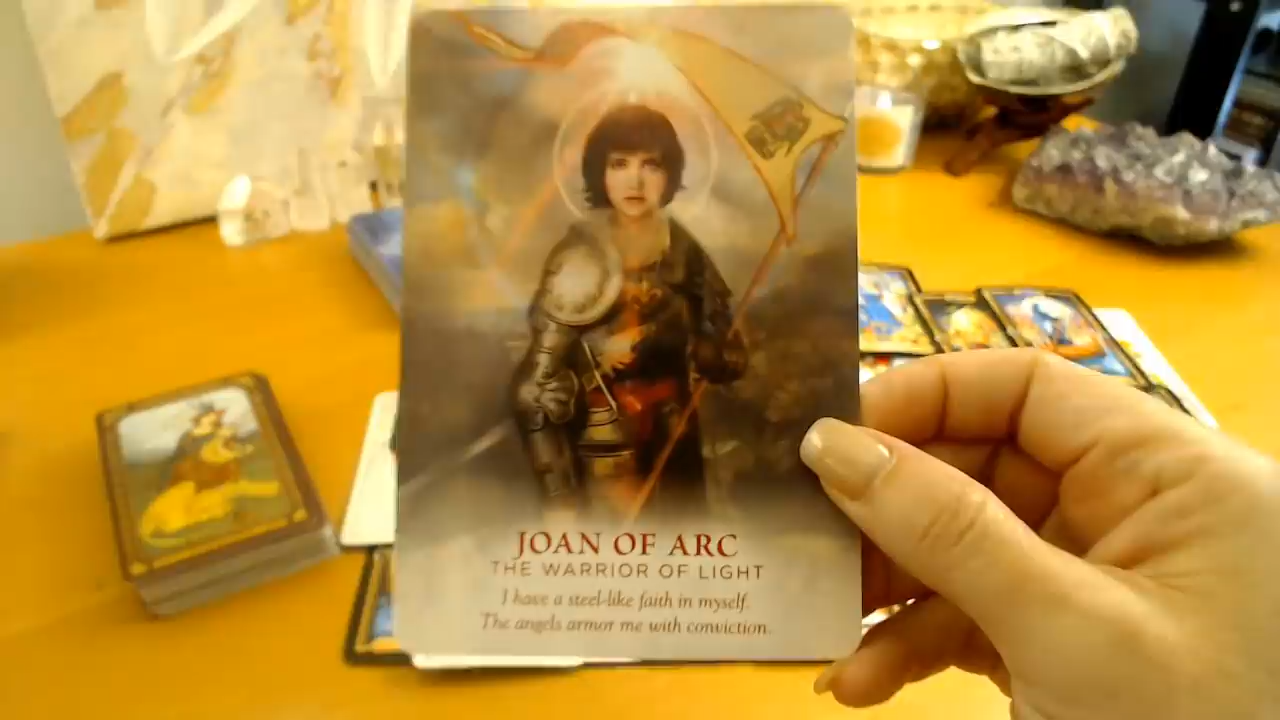 JOAN OF ARC
THE WARRIOR OF LIGHT
I have a steel-like faith in myself.
The angels armor me with conviction.